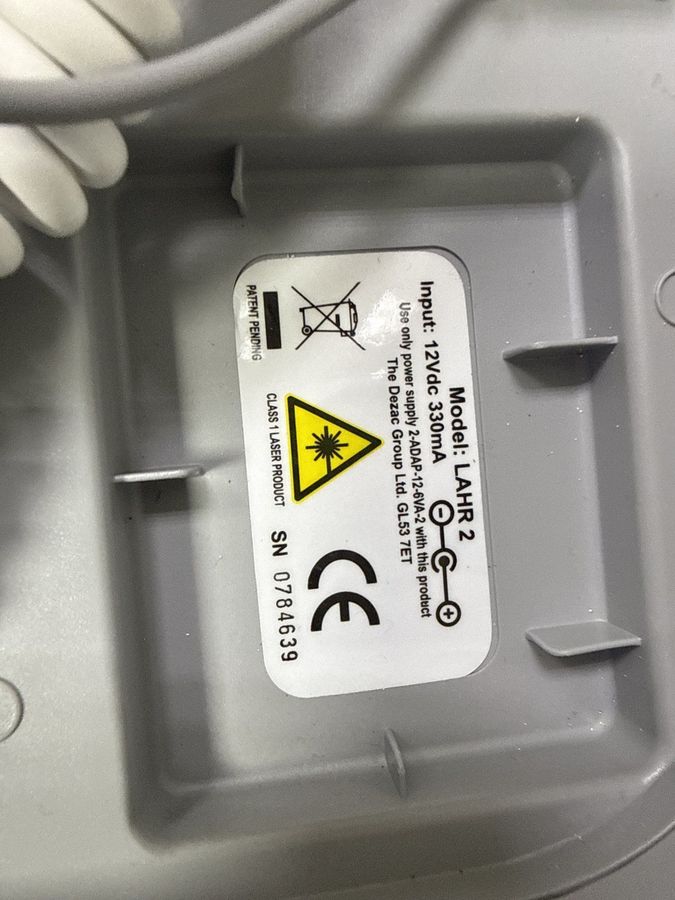 Model: LAHR 2
Input: 12Vdc 330mA
Use only power supply 2-ADAP-12-6VA-2 with this product
The Dezac Group Ltd. GL53 7ET
CE
CLASS 1 LASER PRODUCT
PATENT PENDING
SN 0784639